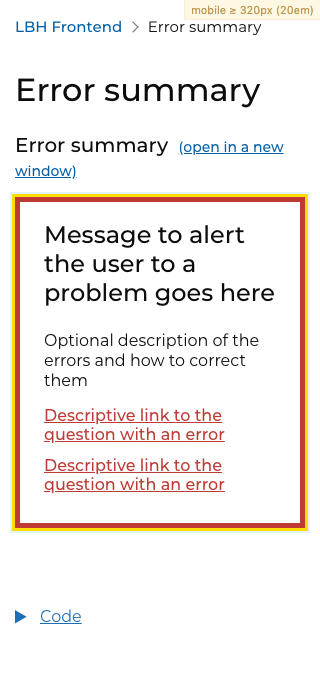 mobile ≥ 320px (20em)
LBH Frontend > Error summary
Error summary
Error summary (open in a new
window)
Message to alert
the user to a
problem goes here
Optional description of the
errors and how to correct
them
Descriptive link to the
question with an error
Descriptive link to the
question with an error
Code